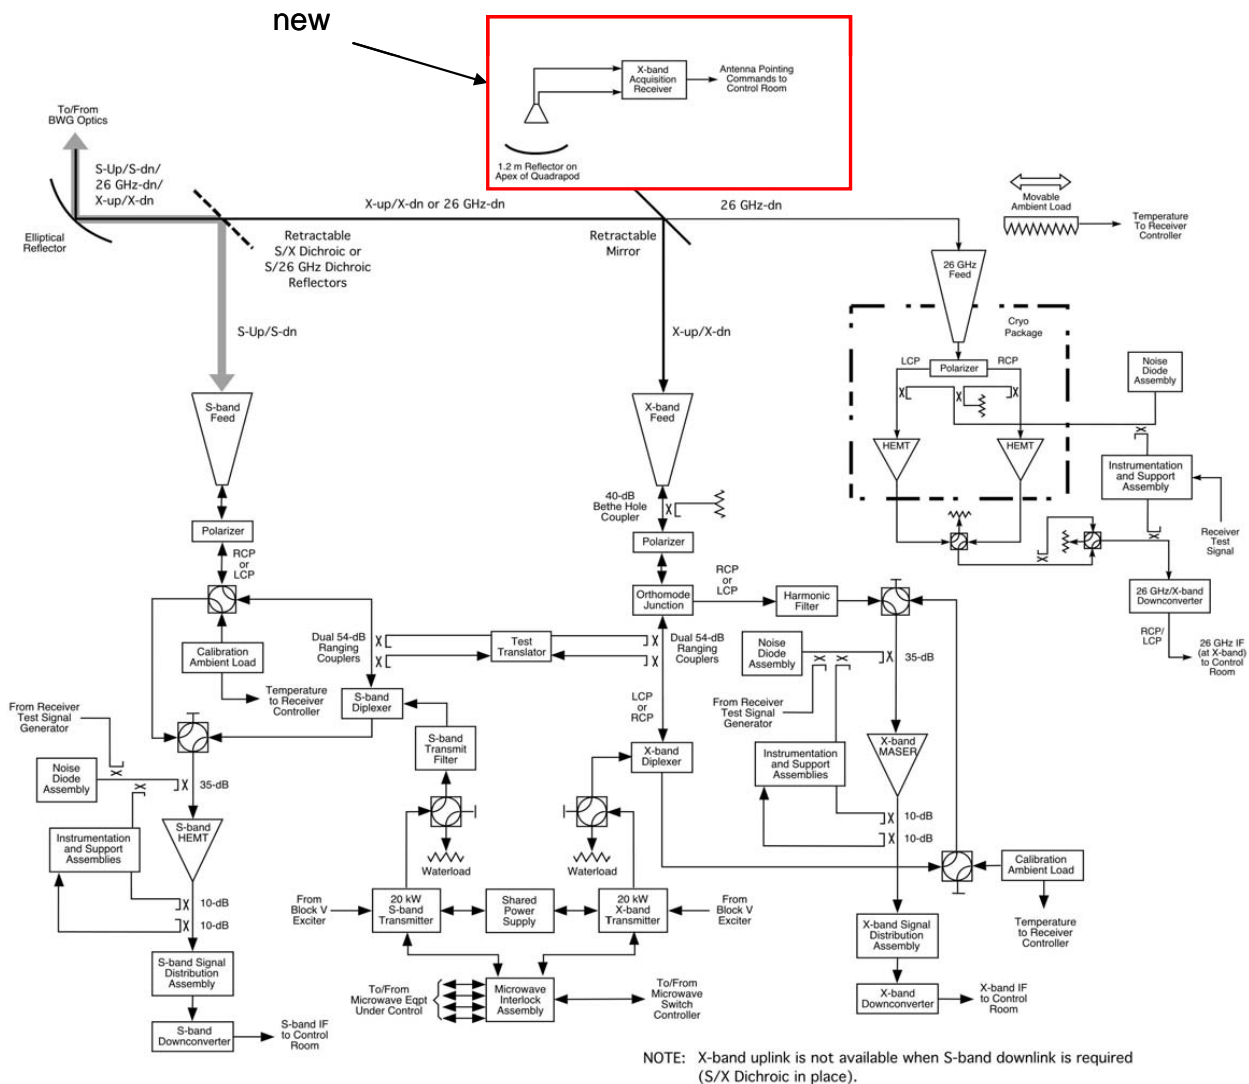 new
X-band
Acquisition
Receiver
Antenna Pointing
Commands to
Control Room
1.2 m Reflector on
Apex of Quadrapod
To/From
BWG Optics
S-Up/S-dn/
26 GHz-dn/
X-up/X-dn
Elliptical
Reflector
X-up/X-dn or 26 GHz-dn
26 GHz-dn
Retractable
S/X Dichroic or
S/26 GHz Dichroic
Reflectors
Retractable
Mirror
Movable
Ambient Load
Temperature
To Receiver
Controller
S-Up/S-dn
X-up/X-dn
26 GHz
Feed
Cryo
Package
LCP
Polarizer
RCP
Noise
Diode
Assembly
HEMT
HEMT
Instrumentation
and Support
Assembly
Receiver
Test
Signal
26 GHz/X-band
Downconverter
RCP/
LCP
26 GHz IF
(at X-band) to
Control
Room
S-band
Feed
Polarizer
RCP
or
LCP
Calibration
Ambient Load
Temperature
to Receiver
Controller
From Receiver
Test Signal
Generator
Noise
Diode
Assembly
35-dB
S-band
HEMT
Instrumentation
and Support
Assemblies
10-dB
10-dB
S-band Signal
Distribution
Assembly
S-band
Downconverter
S-band IF
to Control
Room
Dual 54-dB
Ranging
Couplers
Test
Translator
Dual 54-dB
Ranging
Couplers
S-band
Diplexer
S-band
Transmit
Filter
Waterload
Waterload
From
Block V
Exciter
20 kW
S-band
Transmitter
Shared
Power
Supply
20 kW
X-band
Transmitter
From
Block V
Exciter
To/From
Microwave Eqpt
Under Control
Microwave
Interlock
Assembly
To/From
Microwave
Switch
Controller
X-band
Feed
40-dB
Bethe Hole
Coupler
Polarizer
Orthomode
Junction
RCP
or
LCP
Harmonic
Filter
LCP
or
RCP
X-band
Diplexer
Noise
Diode
Assembly
35-dB
From Receiver
Test Signal
Generator
Instrumentation
and Support
Assemblies
X-band
MASER
10-dB
10-dB
Calibration
Ambient Load
Temperature
to Receiver
Controller
X-band Signal
Distribution
Assembly
X-band
Downconverter
X-band IF
to Control
Room
NOTE: X-band uplink is not available when S-band downlink is required
(S/X Dichroic in place).